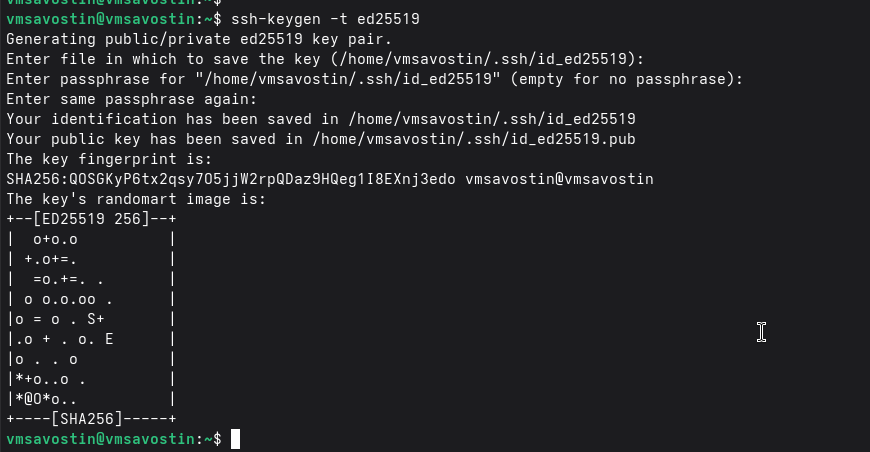 vmsavostin@vmsavostin:~$ ssh-keygen -t ed25519
Generating public/private ed25519 key pair.
Enter file in which to save the key (/home/vmsavostin/.ssh/id_ed25519):
Enter passphrase for "/home/vmsavostin/.ssh/id_ed25519" (empty for no passphrase):
Enter same passphrase again:
Your identification has been saved in /home/vmsavostin/.ssh/id_ed25519
Your public key has been saved in /home/vmsavostin/.ssh/id_ed25519.pub
The key fingerprint is:
SHA256:QOSGKyP6tx2qsy7O5jjW2rpQDaz9HQeg1I8EXnj3edo vmsavostin@vmsavostin
The key's randomart image is:
+--[ED25519 256]--+
|  o+o.o          |
| +.o+=.          |
|  =o.+=. .       |
| o o.o.oo .      |
|o = o . S+       |
|.o + . o. E      |
|o . . o          |
|*+o..o .         |
|*@O*o..          |
+----[SHA256]-----+
vmsavostin@vmsavostin:~$